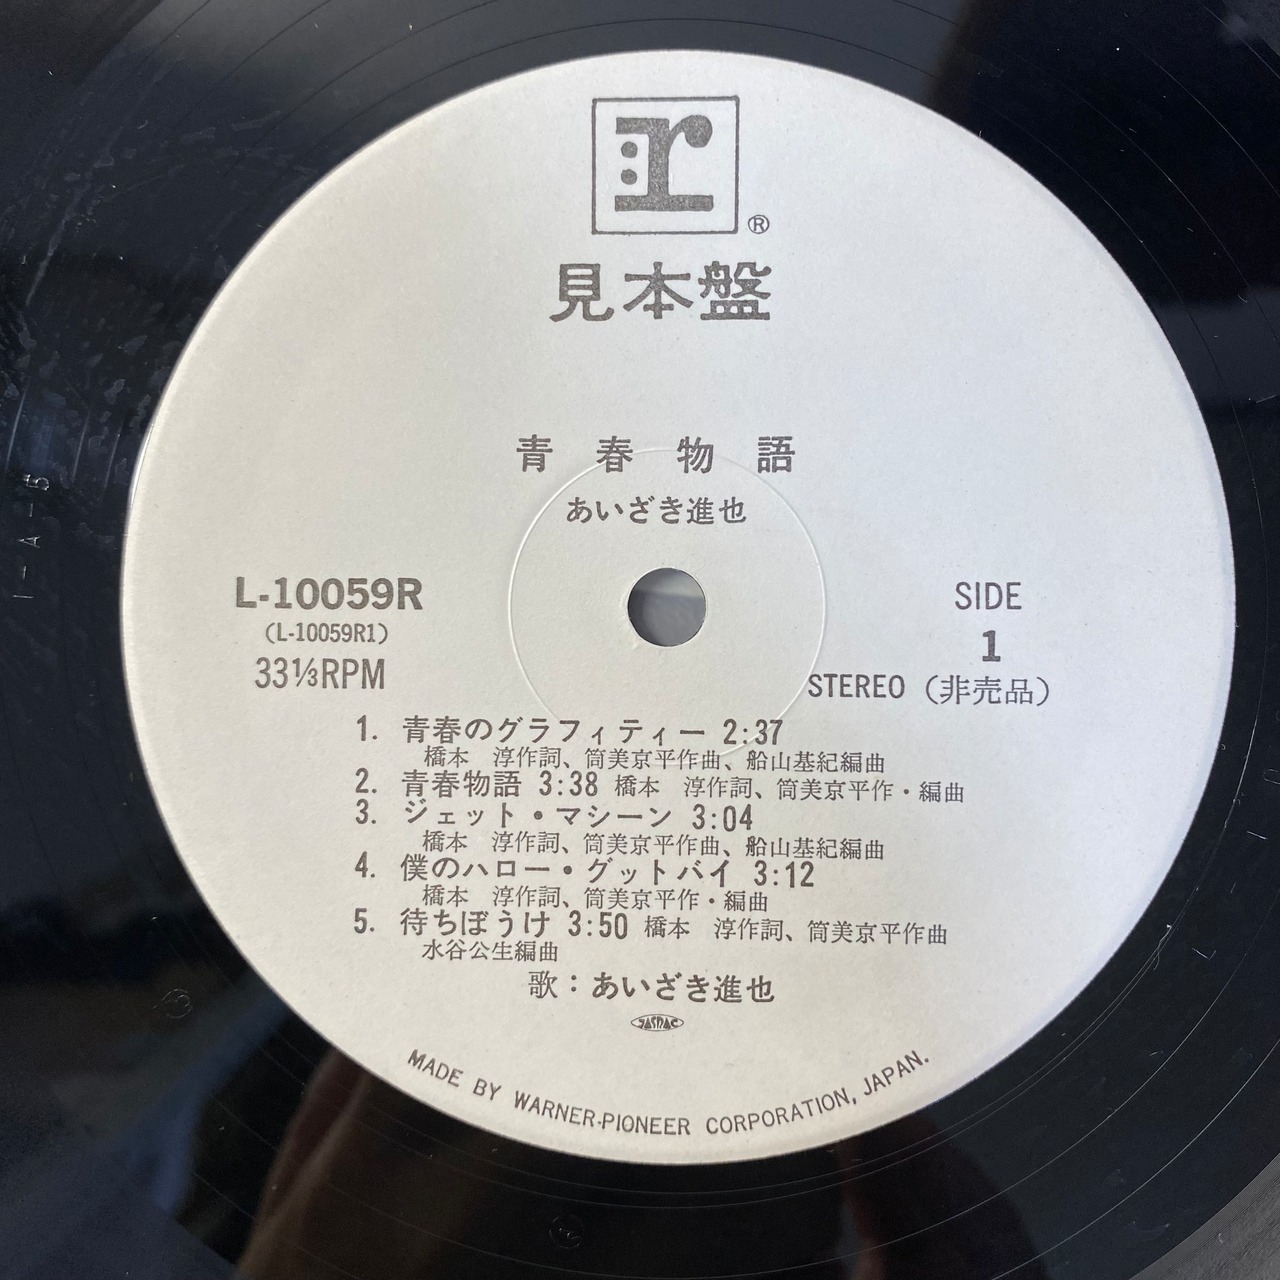 r
®
見本盤
青春物語
あいざき進也
L-10059R
(L-10059R1)
33⅓RPM
SIDE
1
STEREO (非売品)
1. 青春のグラフィティー 2:37
橋本 淳作詞、筒美京平作曲、船山基紀編曲
2. 青春物語 3:38 橋本 淳作詞、筒美京平作・編曲
3. ジェット・マシーン 3:04
橋本 淳作詞、筒美京平作曲、船山基紀編曲
4. 僕のハロー・グットバイ 3:12
橋本 淳作詞、筒美京平作・編曲
5. 待ちぼうけ 3:50 橋本 淳作詞、筒美京平作曲
水谷公生編曲
歌：あいざき進也
JASRAC
MADE BY WARNER-PIONEER CORPORATION, JAPAN.